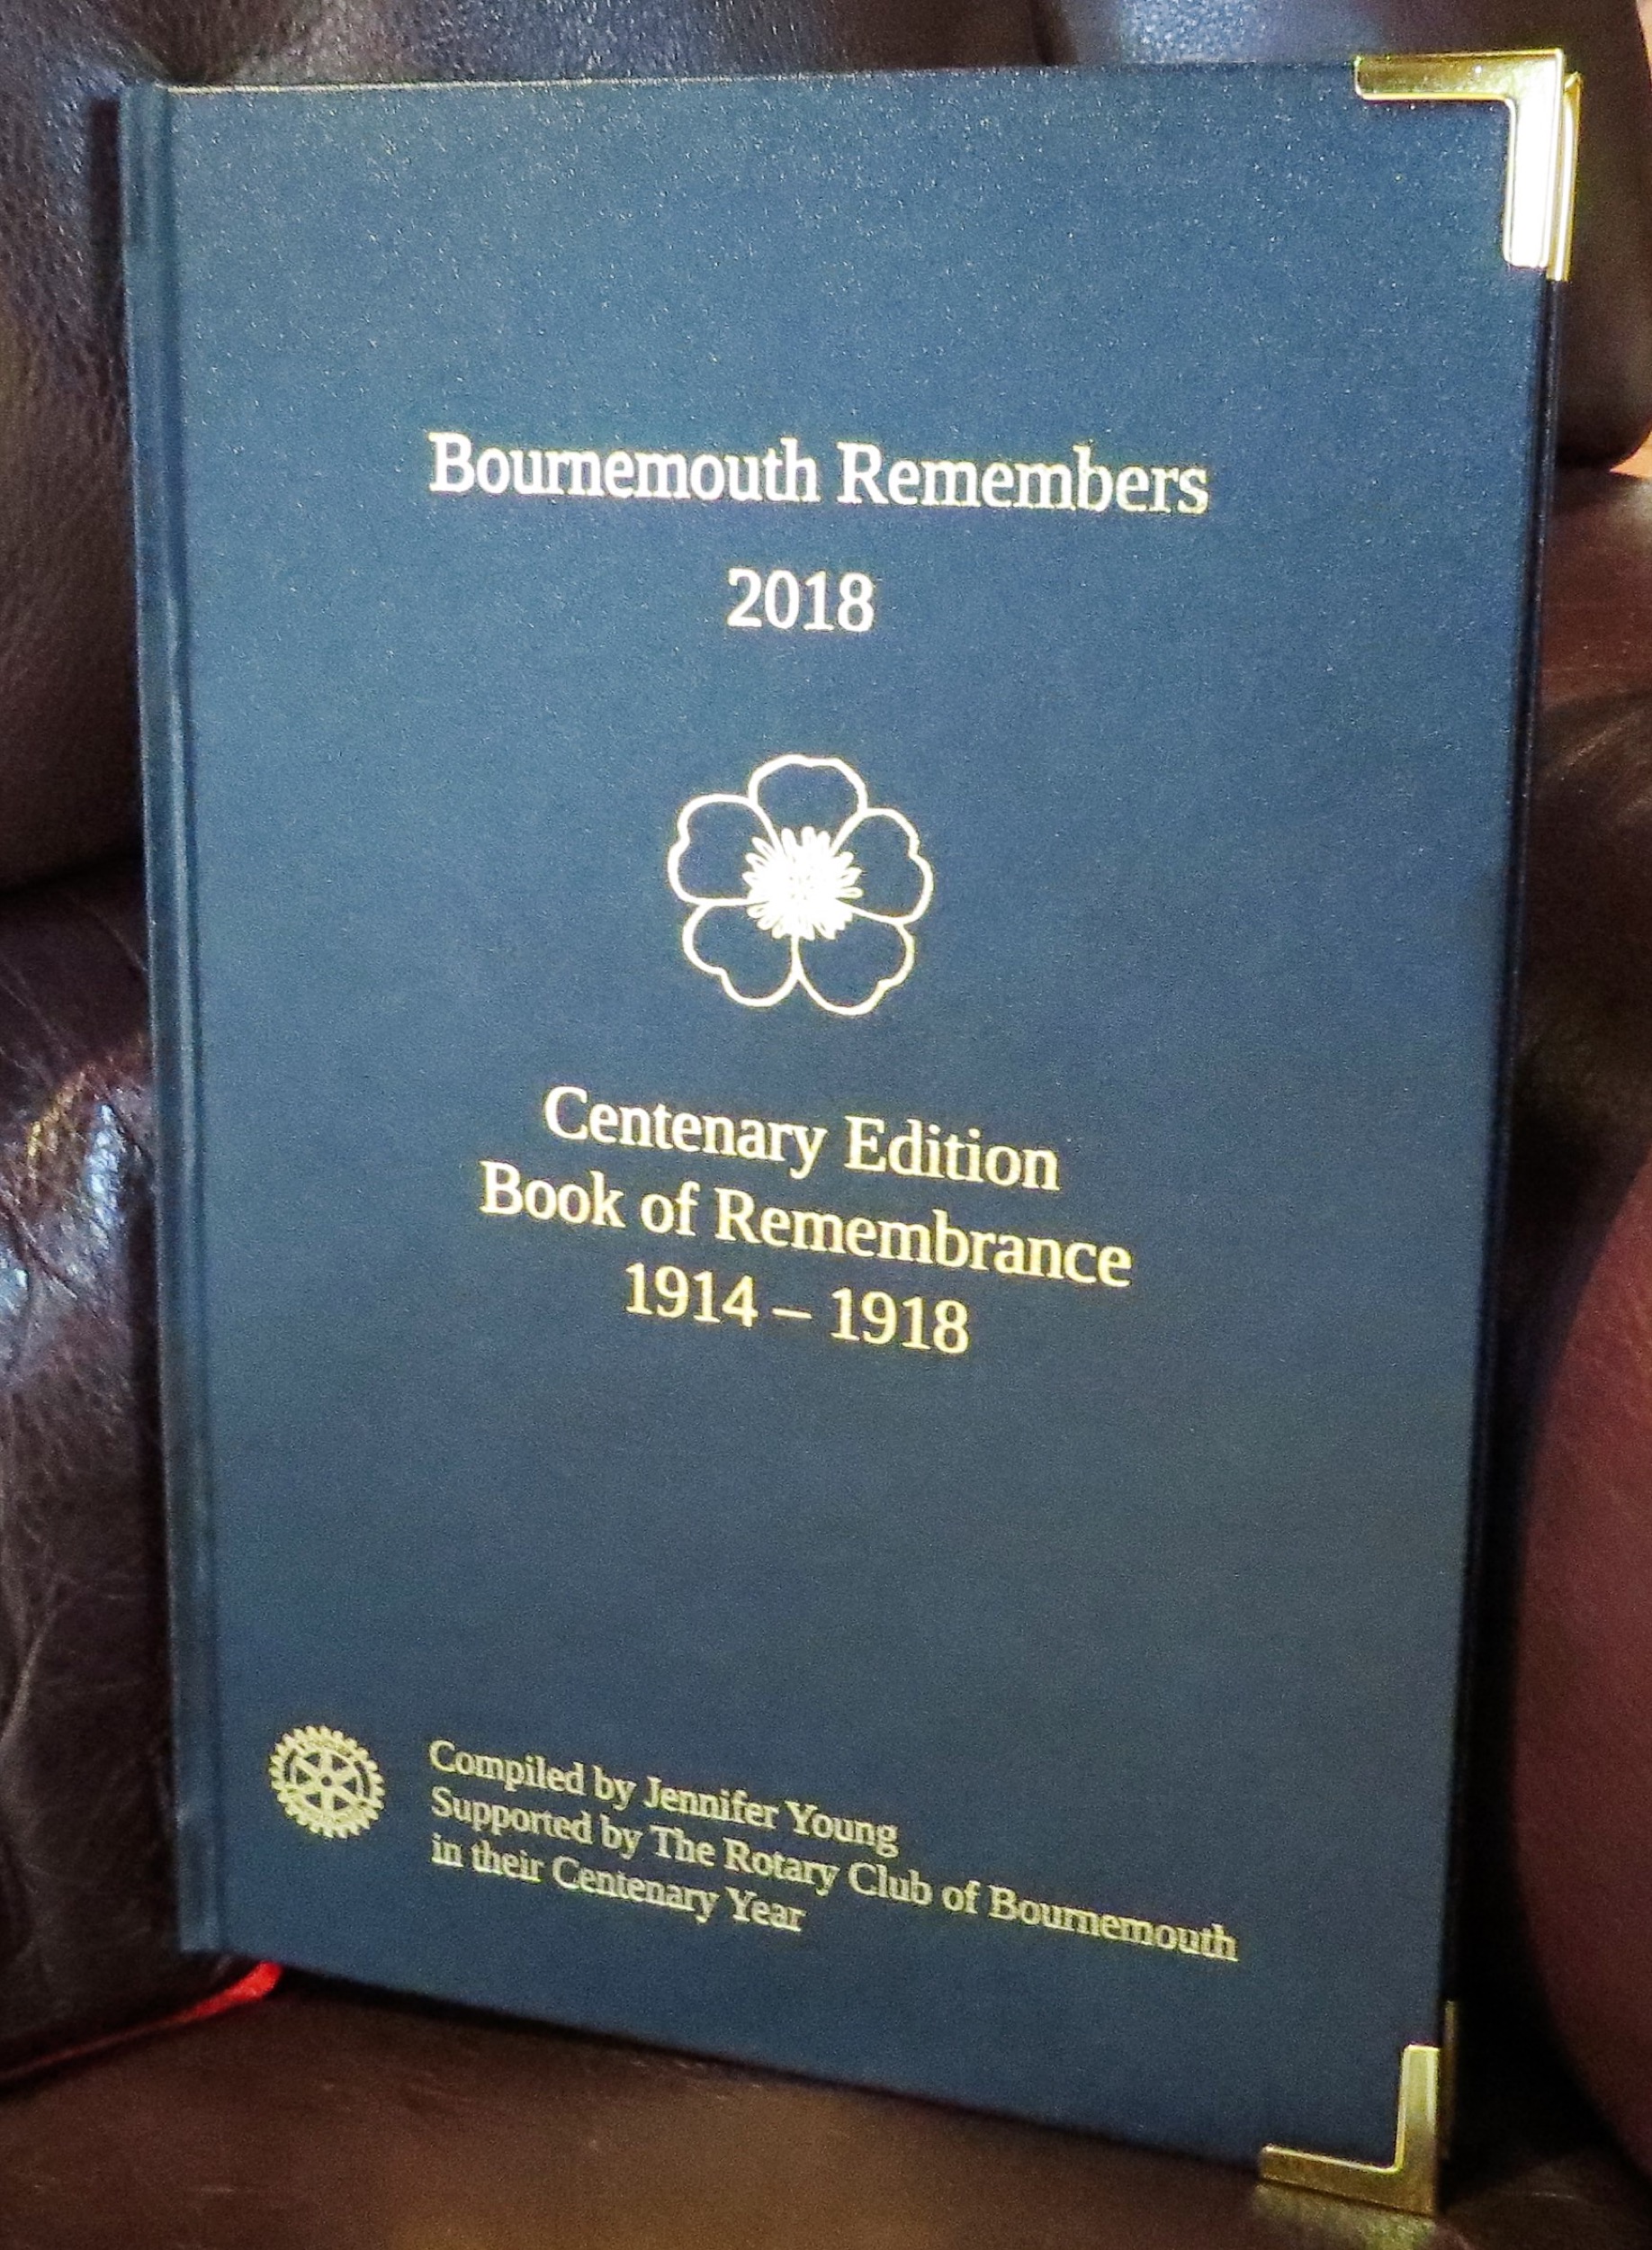 Bournemouth Remembers
2018
Centenary Edition
Book of Remembrance
1914 – 1918
Compiled by Jennifer Young
Supported by The Rotary Club of Bournemouth
in their Centenary Year